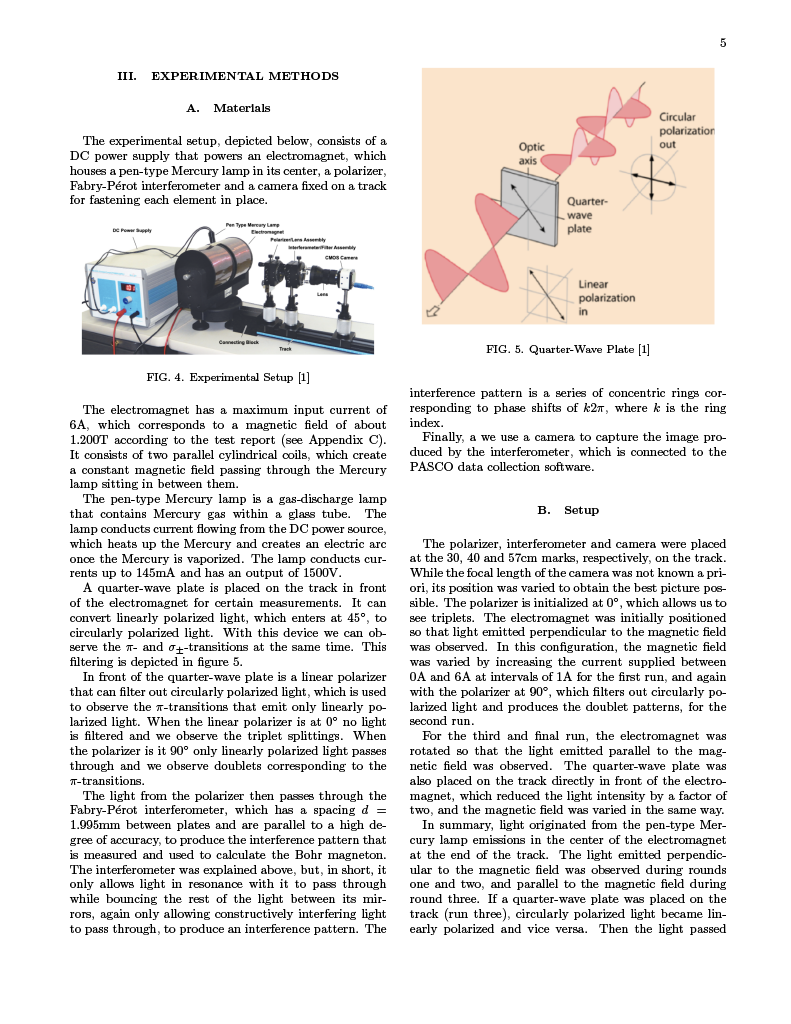 5
III. EXPERIMENTAL METHODS
A. Materials
The experimental setup, depicted below, consists of a
DC power supply that powers an electromagnet, which
houses a pen-type Mercury lamp in its center, a polarizer,
Fabry-Pérot interferometer and a camera fixed on a track
for fastening each element in place.
DC Power Supply
Pen Type Mercury Lamp
Electromagnet
Polarizer/Lens Assembly
Interferometer/Filter Assembly
CMOS Camera
Lens
Connecting Block
Track
FIG. 4. Experimental Setup [1]
The electromagnet has a maximum input current of
6A, which corresponds to a magnetic field of about
1.200T according to the test report (see Appendix C).
It consists of two parallel cylindrical coils, which create
a constant magnetic field passing through the Mercury
lamp sitting in between them.
The pen-type Mercury lamp is a gas-discharge lamp
that contains Mercury gas within a glass tube. The
lamp conducts current flowing from the DC power source,
which heats up the Mercury and creates an electric arc
once the Mercury is vaporized. The lamp conducts cur-
rents up to 145mA and has an output of 1500V.
A quarter-wave plate is placed on the track in front
of the electromagnet for certain measurements. It can
convert linearly polarized light, which enters at 45°, to
circularly polarized light. With this device we can ob-
serve the π- and σ±-transitions at the same time. This
filtering is depicted in figure 5.
In front of the quarter-wave plate is a linear polarizer
that can filter out circularly polarized light, which is used
to observe the π-transitions that emit only linearly po-
larized light. When the linear polarizer is at 0° no light
is filtered and we observe the triplet splittings. When
the polarizer is it 90° only linearly polarized light passes
through and we observe doublets corresponding to the
π-transitions.
The light from the polarizer then passes through the
Fabry-Pérot interferometer, which has a spacing d =
1.995mm between plates and are parallel to a high de-
gree of accuracy, to produce the interference pattern that
is measured and used to calculate the Bohr magneton.
The interferometer was explained above, but, in short, it
only allows light in resonance with it to pass through
while bouncing the rest of the light between its mir-
rors, again only allowing constructively interfering light
to pass through, to produce an interference pattern. The
Circular
polarization
out
Optic
axis
Quarter-
wave
plate
Linear
polarization
in
FIG. 5. Quarter-Wave Plate [1]
interference pattern is a series of concentric rings cor-
responding to phase shifts of k2π, where k is the ring
index.
Finally, a we use a camera to capture the image pro-
duced by the interferometer, which is connected to the
PASCO data collection software.
B. Setup
The polarizer, interferometer and camera were placed
at the 30, 40 and 57cm marks, respectively, on the track.
While the focal length of the camera was not known a pri-
ori, its position was varied to obtain the best picture pos-
sible. The polarizer is initialized at 0°, which allows us to
see triplets. The electromagnet was initially positioned
so that light emitted perpendicular to the magnetic field
was observed. In this configuration, the magnetic field
was varied by increasing the current supplied between
0A and 6A at intervals of 1A for the first run, and again
with the polarizer at 90°, which filters out circularly po-
larized light and produces the doublet patterns, for the
second run.
For the third and final run, the electromagnet was
rotated so that the light emitted parallel to the mag-
netic field was observed. The quarter-wave plate was
also placed on the track directly in front of the electro-
magnet, which reduced the light intensity by a factor of
two, and the magnetic field was varied in the same way.
In summary, light originated from the pen-type Mer-
cury lamp emissions in the center of the electromagnet
at the end of the track. The light emitted perpendic-
ular to the magnetic field was observed during rounds
one and two, and parallel to the magnetic field during
round three. If a quarter-wave plate was placed on the
track (run three), circularly polarized light became lin-
early polarized and vice versa. Then the light passed